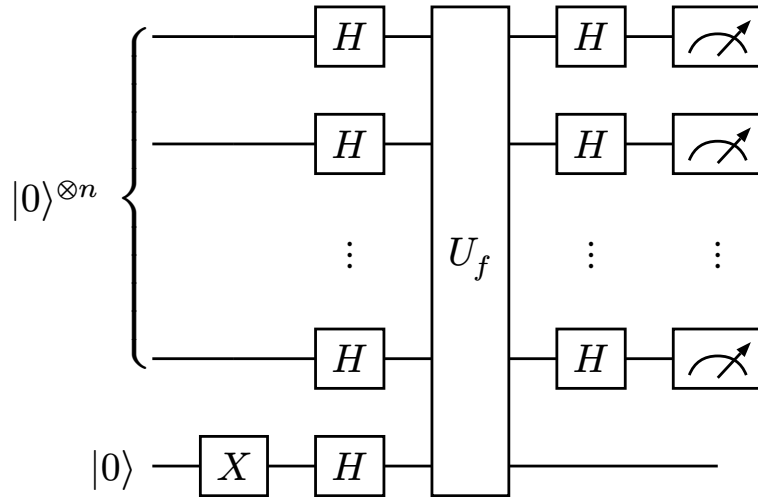 H H
H H
|0⟩^{⊗n}
⋮ U_f ⋮ ⋮
H H
|0⟩ X H